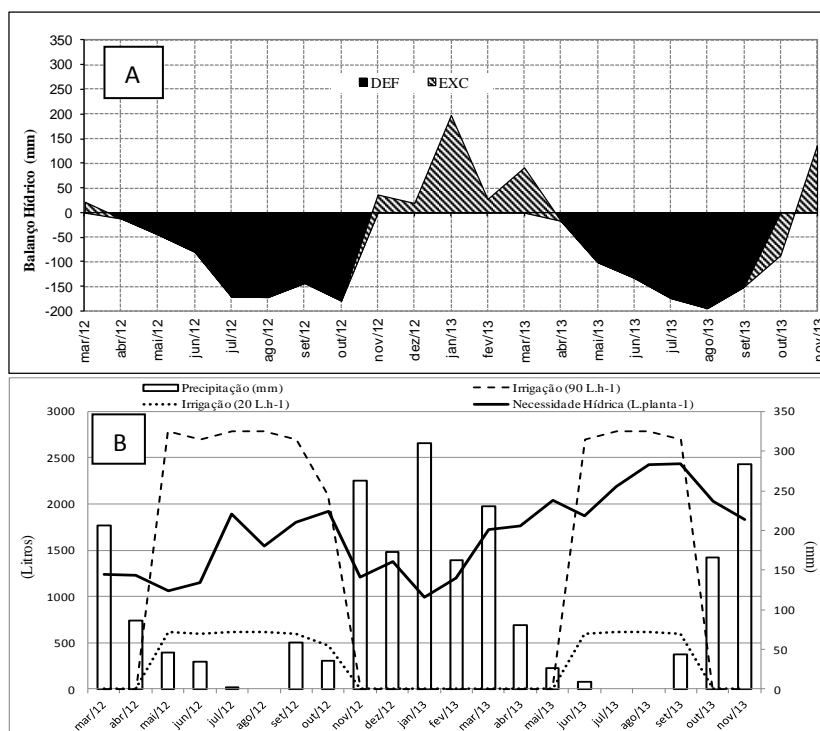 A
350
300
250
200
150
100
50
0
-50
-100
-150
-200
Balanço Hídrico (mm)
DEF EXC
mar/12 abr/12 mai/12 jun/12 jul/12 ago/12 set/12 out/12 nov/12 dez/12 jan/13 fev/13 mar/13 abr/13 mai/13 jun/13 jul/13 ago/13 set/13 out/13 nov/13
Precipitação (mm) Irrigação (90 L.h-1)
Irrigação (20 L.h-1) Necessidade Hídrica (L.planta-1)
B
3000
2500
2000
1500
1000
500
0
(Litros)
350
300
250
200
150
100
50
0
(mm)
mar/12 abr/12 mai/12 jun/12 jul/12 ago/12 set/12 out/12 nov/12 dez/12 jan/13 fev/13 mar/13 abr/13 mai/13 jun/13 jul/13 ago/13 set/13 out/13 nov/13